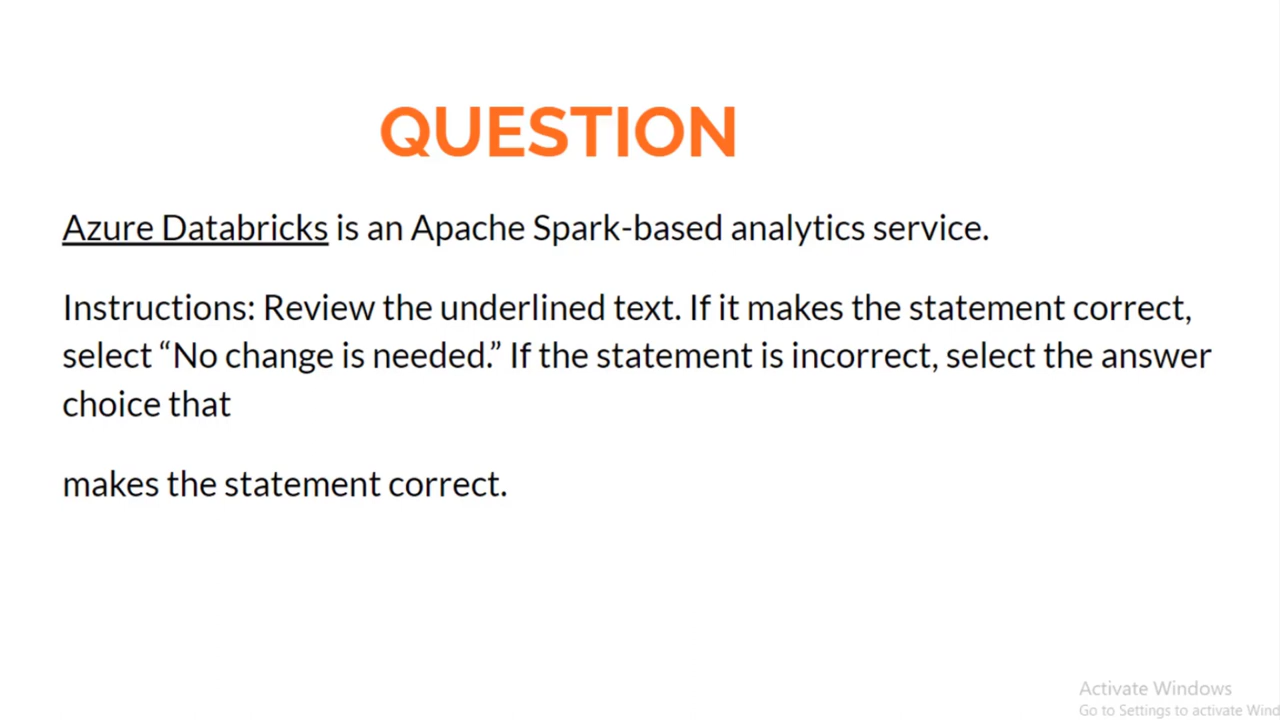 QUESTION
Azure Databricks is an Apache Spark-based analytics service.
Instructions: Review the underlined text. If it makes the statement correct,
select “No change is needed.” If the statement is incorrect, select the answer
choice that
makes the statement correct.
Activate Windows
Go to Settings to activate Wind